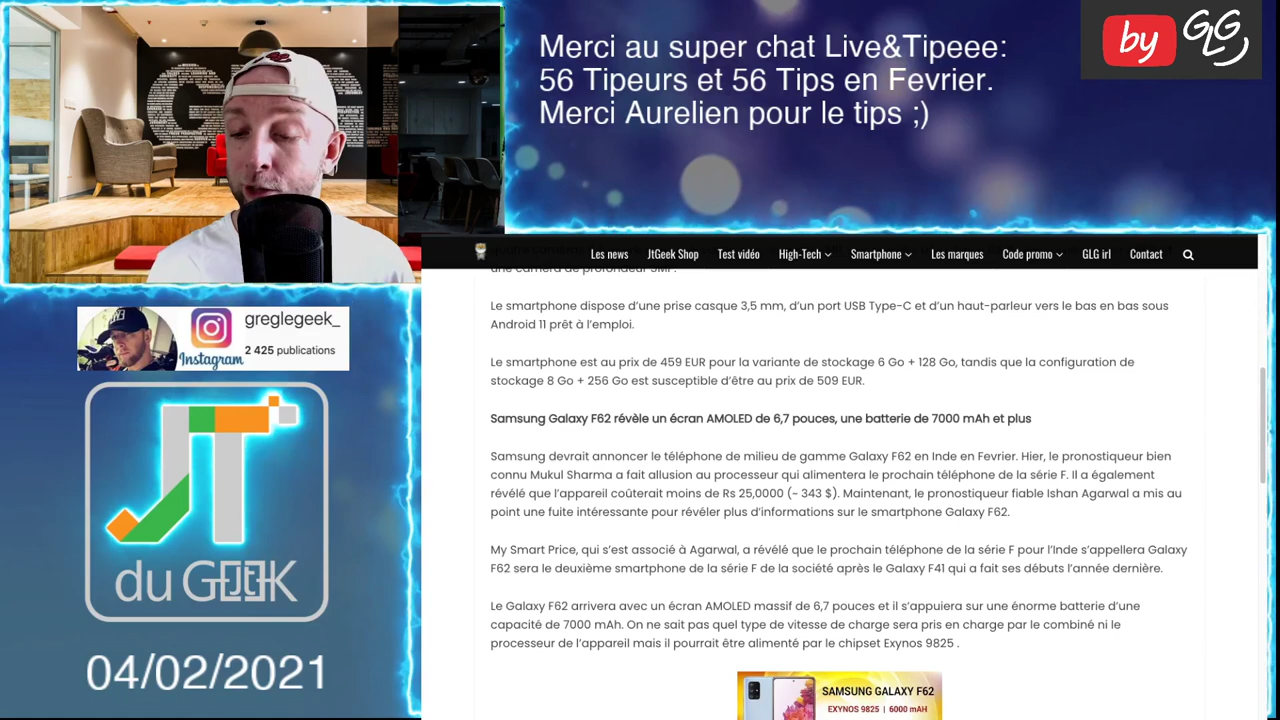 Merci au super chat Live&Tipeee:
56 Tipeurs et 56 Tips en Fevrier.
Merci Aurelien pour le tips ;)
by GLG
Les news JtGeek Shop Test vidéo High-Tech Smartphone Les marques Code promo GLG irl Contact
Le smartphone dispose d'une prise casque 3,5 mm, d'un port USB Type-C et d'un haut-parleur vers le bas en bas sous
Android 11 prêt à l'emploi.
Le smartphone est au prix de 459 EUR pour la variante de stockage 6 Go + 128 Go, tandis que la configuration de
stockage 8 Go + 256 Go est susceptible d'être au prix de 509 EUR.
Samsung Galaxy F62 révèle un écran AMOLED de 6,7 pouces, une batterie de 7000 mAh et plus
Samsung devrait annoncer le téléphone de milieu de gamme Galaxy F62 en Inde en Fevrier. Hier, le pronostiqueur bien
connu Mukul Sharma a fait allusion au processeur qui alimentera le prochain téléphone de la série F. Il a également
révélé que l'appareil coûterait moins de Rs 25,0000 (~ 343 $). Maintenant, le pronostiqueur fiable Ishan Agarwal a mis au
point une fuite intéressante pour révéler plus d'informations sur le smartphone Galaxy F62.
My Smart Price, qui s'est associé à Agarwal, a révélé que le prochain téléphone de la série F pour l'Inde s'appellera Galaxy
F62 sera le deuxième smartphone de la série F de la société après le Galaxy F41 qui a fait ses débuts l'année dernière.
Le Galaxy F62 arrivera avec un écran AMOLED massif de 6,7 pouces et il s'appuiera sur une énorme batterie d'une
capacité de 7000 mAh. On ne sait pas quel type de vitesse de charge sera pris en charge par le combiné ni le
processeur de l'appareil mais il pourrait être alimenté par le chipset Exynos 9825 .
SAMSUNG GALAXY F62
EXYNOS 9825 | 6000 mAH
greglegeek_
Instagram 2 425 publications
JT
du GEEK
04/02/2021